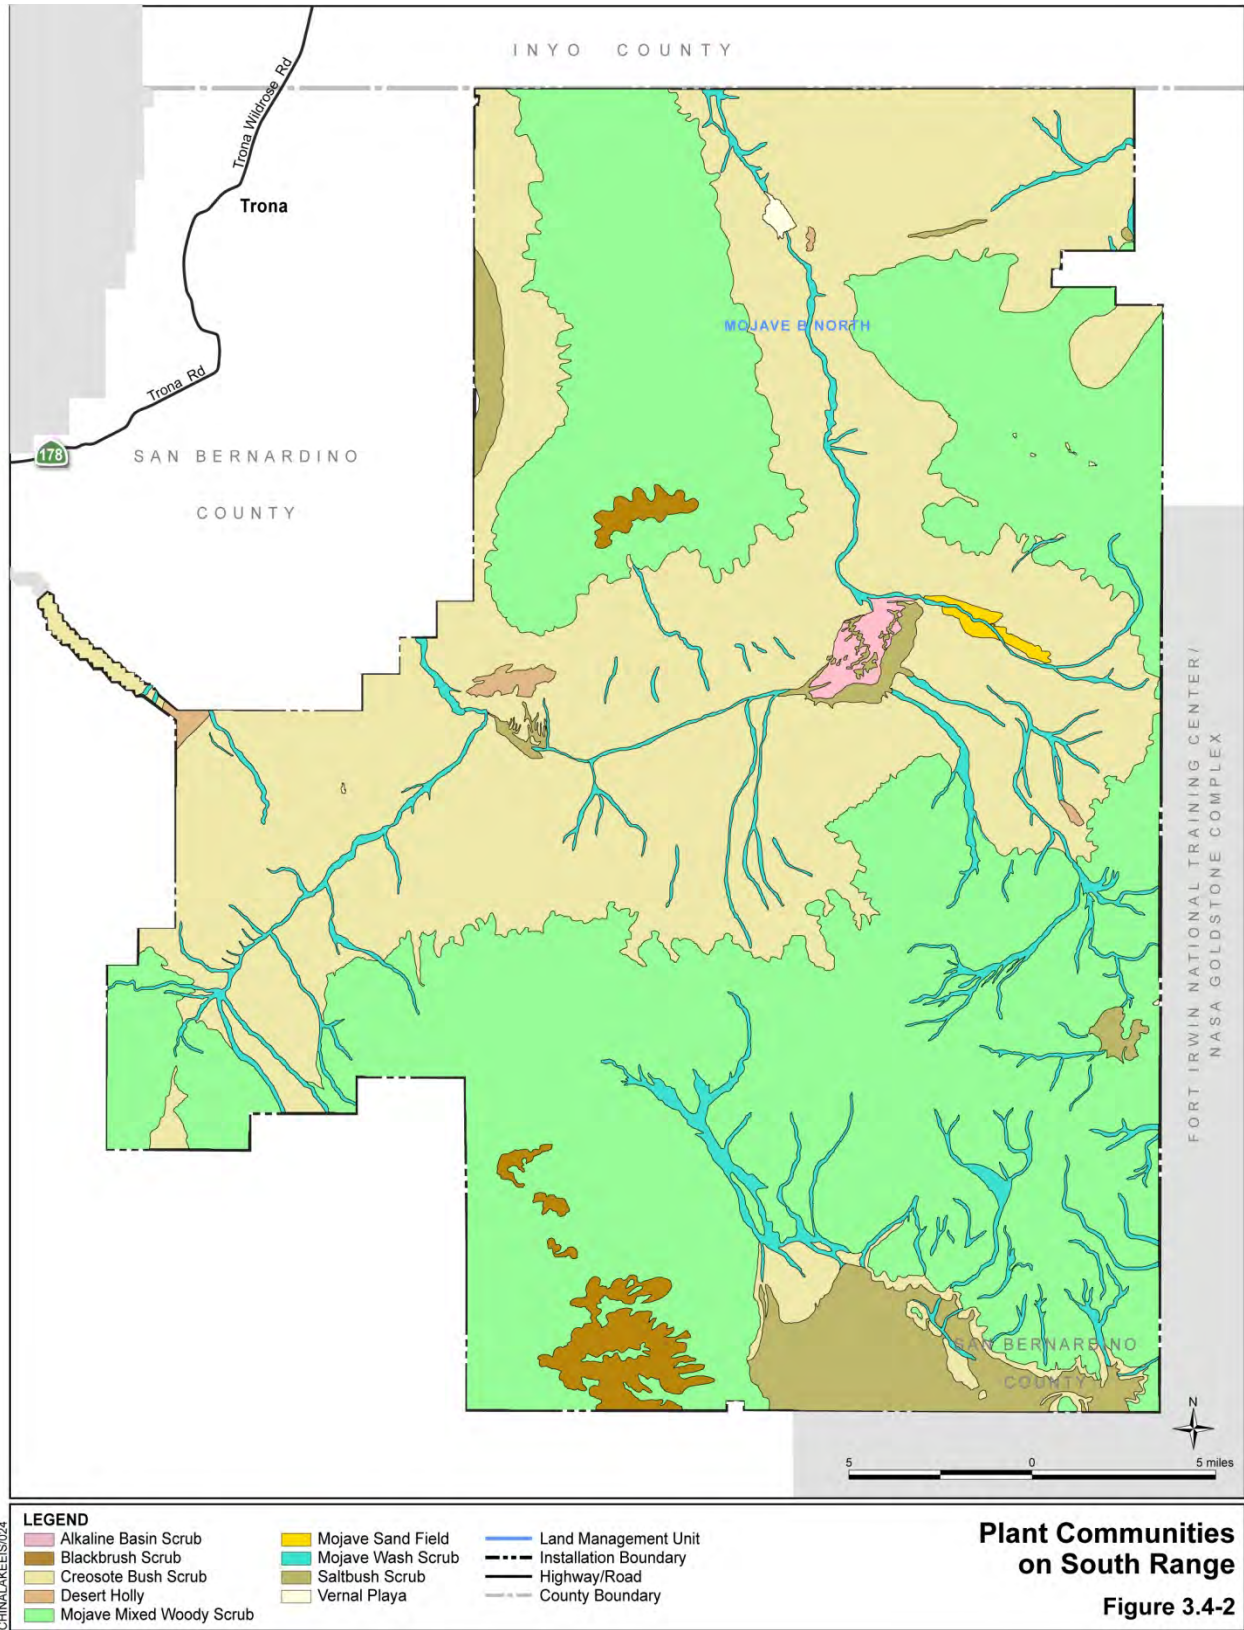 INYO COUNTY
Trona Wildrose Rd
Trona
MOJAVE B NORTH
Trona Rd
178
SAN BERNARDINO
COUNTY
FORT IRWIN NATIONAL TRAINING CENTER/
NASA GOLDSTONE COMPLEX
SAN BERNARDINO
COUNTY
N
5 0 5 miles
CHINALAKEEIS/024
LEGEND
Alkaline Basin Scrub
Blackbrush Scrub
Creosote Bush Scrub
Desert Holly
Mojave Mixed Woody Scrub
Mojave Sand Field
Mojave Wash Scrub
Saltbush Scrub
Vernal Playa
Land Management Unit
Installation Boundary
Highway/Road
County Boundary
Plant Communities
on South Range
Figure 3.4-2